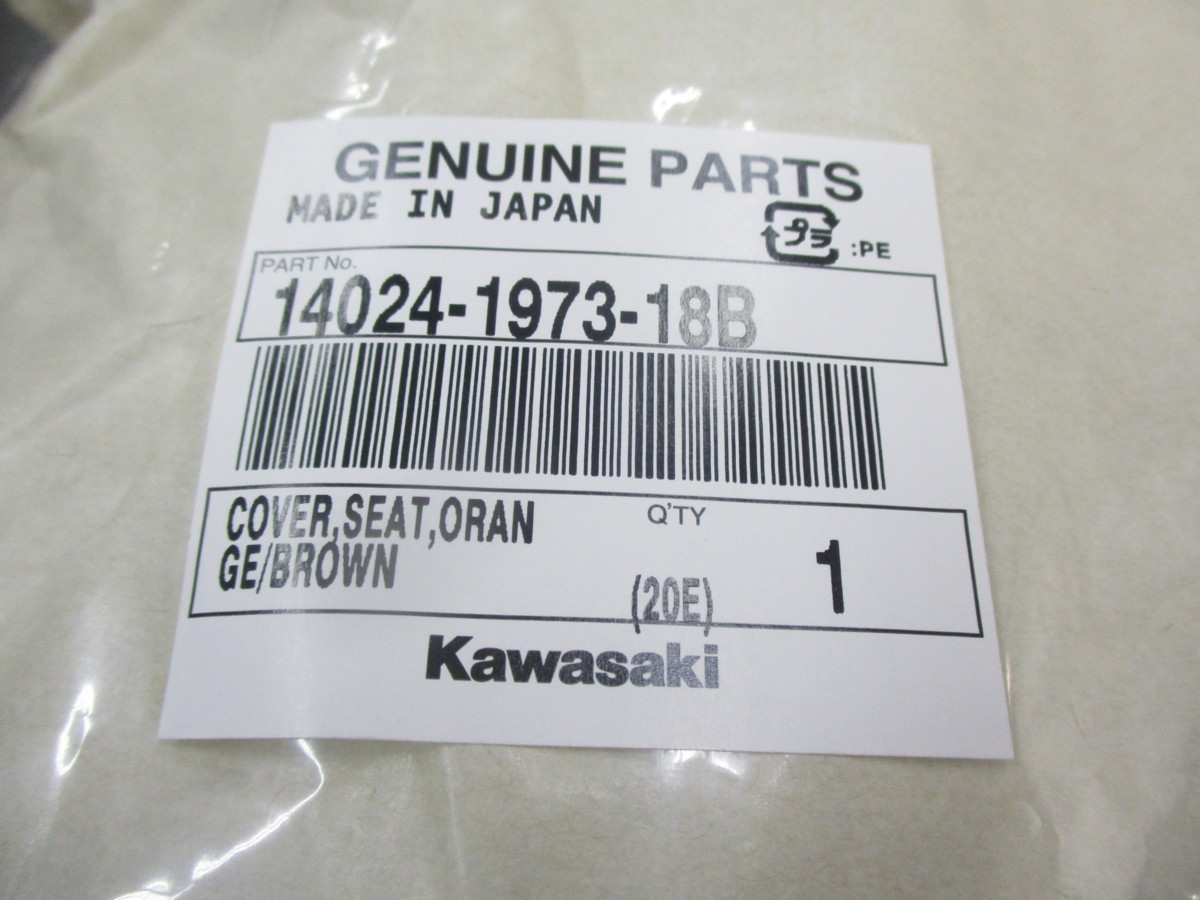 GENUINE PARTS
MADE IN JAPAN
プラ :PE
PART No.
14024-1973-18B
COVER,SEAT,ORAN
GE/BROWN
Q'TY
(20E)
1
Kawasaki